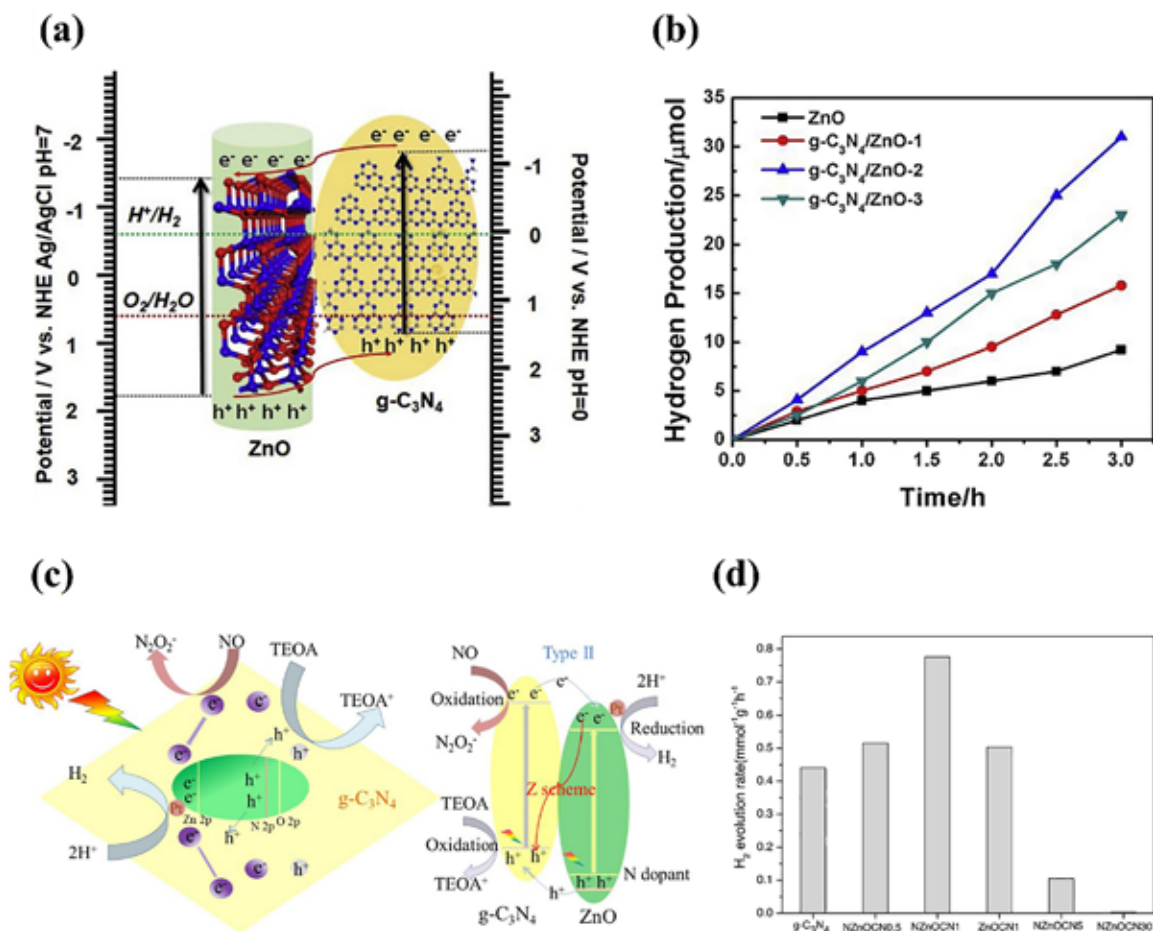 (a)
Potential / V vs. NHE Ag/AgCl pH=7
-2
-1
0
1
2
3
e- e- e- e-
H+/H2
O2/H2O
h+ h+ h+ h+
ZnO
e- e- e- e-
h+ h+ h+ h+
g-C3N4
-1
0
1
2
3
Potential / V vs. NHE pH=0
(b)
Hydrogen Production/μmol
35
30
25
20
15
10
5
0
ZnO
g-C3N4/ZnO-1
g-C3N4/ZnO-2
g-C3N4/ZnO-3
0.0 0.5 1.0 1.5 2.0 2.5 3.0
Time/h
(c)
N2O2- NO TEOA
TEOA+
e- e-
e- h+ h+
H2
e- h+
e- h+
g-C3N4
Pt Zn 2p N 2p O 2p
h+
2H+
e-
e- e- h+
NO Type II
e- e- e- 2H+
Oxidation
e- e- Pt
Reduction
N2O2-
H2
Z scheme
TEOA
Oxidation
h+ h+
N dopant
TEOA+
h+ h+ h+
g-C3N4 ZnO
(d)
H2 evolution rate(mmol-1g-1h-1)
0.8
0.7
0.6
0.5
0.4
0.3
0.2
0.1
0.0
g-C3N4 NZnOCN0.5 NZnOCN1 ZnOCN1 NZnOCN5 NZnOCN30